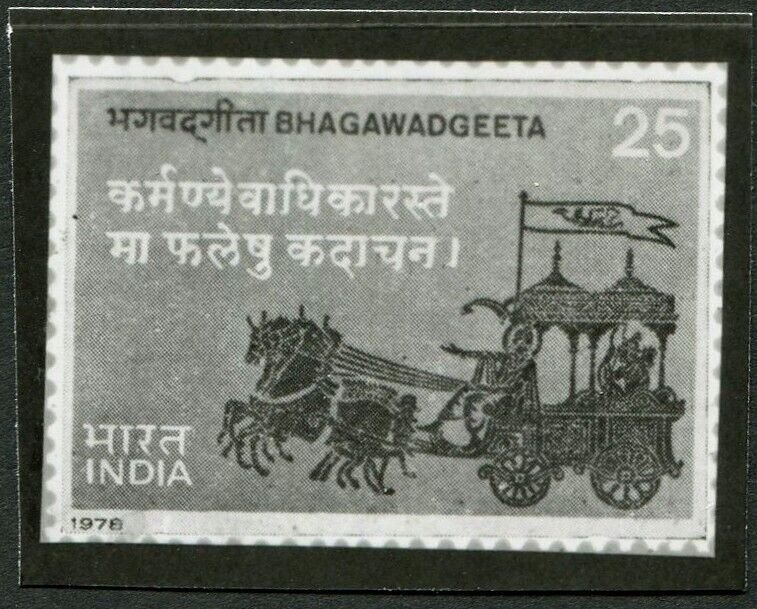 भगवद्गीता BHAGAWADGEETA
25
कर्मण्येवाधिकारस्ते
मा फलेषु कदाचन।
भारत
INDIA
1978